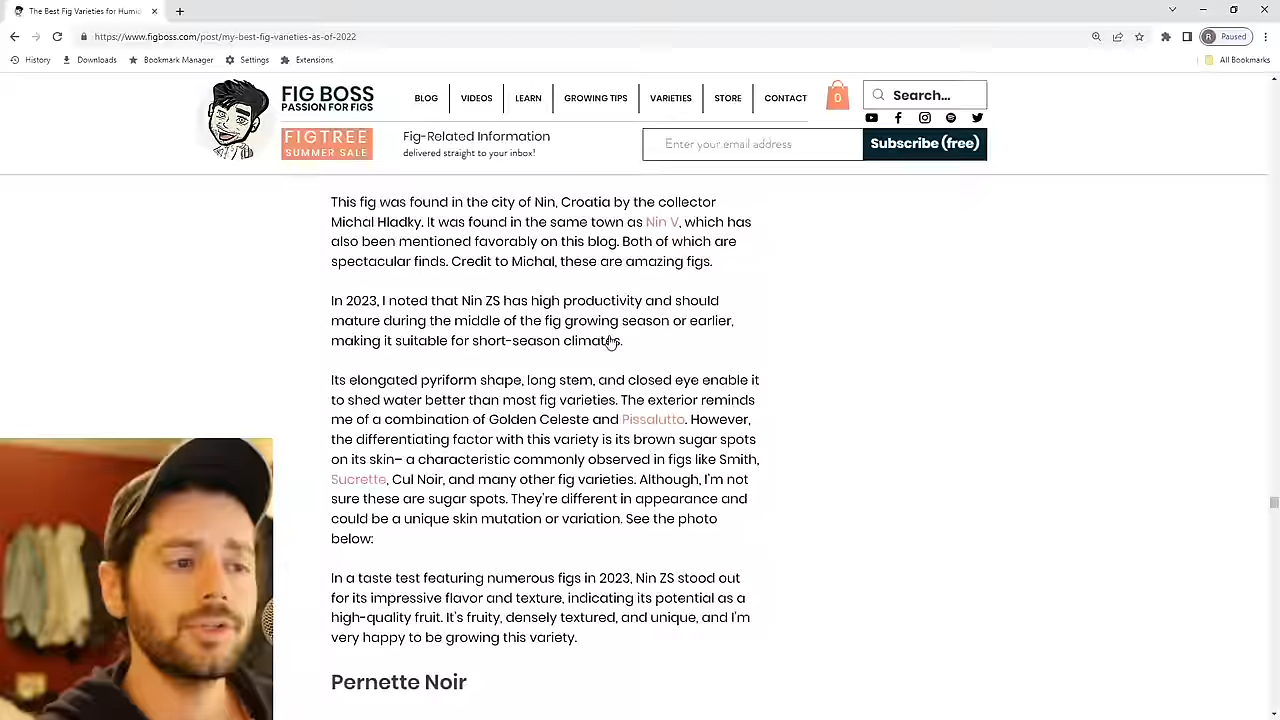 The Best Fig Varieties for Humid
https://www.figboss.com/post/my-best-fig-varieties-as-of-2022
R Paused
History Downloads Bookmark Manager Settings Extensions All Bookmarks
FIG BOSS
PASSION FOR FIGS
BLOG VIDEOS LEARN GROWING TIPS VARIETIES STORE CONTACT
0
Search...
FIGTREE
SUMMER SALE
Fig-Related Information
delivered straight to your inbox!
Enter your email address
Subscribe (free)
This fig was found in the city of Nin, Croatia by the collector
Michal Hladky. It was found in the same town as Nin V, which has
also been mentioned favorably on this blog. Both of which are
spectacular finds. Credit to Michal, these are amazing figs.
In 2023, I noted that Nin ZS has high productivity and should
mature during the middle of the fig growing season or earlier,
making it suitable for short-season climates.
Its elongated pyriform shape, long stem, and closed eye enable it
to shed water better than most fig varieties. The exterior reminds
me of a combination of Golden Celeste and Pissalutto. However,
the differentiating factor with this variety is its brown sugar spots
on its skin– a characteristic commonly observed in figs like Smith,
Sucrette, Cul Noir, and many other fig varieties. Although, I'm not
sure these are sugar spots. They're different in appearance and
could be a unique skin mutation or variation. See the photo
below:
In a taste test featuring numerous figs in 2023, Nin ZS stood out
for its impressive flavor and texture, indicating its potential as a
high-quality fruit. It's fruity, densely textured, and unique, and I'm
very happy to be growing this variety.
Pernette Noir